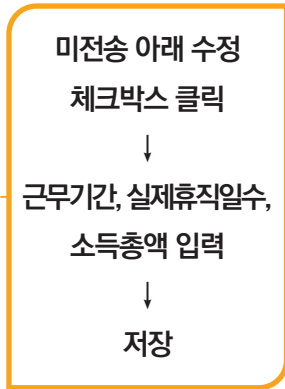 미전송 아래 수정
체크박스 클릭
↓
근무기간, 실제휴직일수,
소득총액 입력
↓
저장